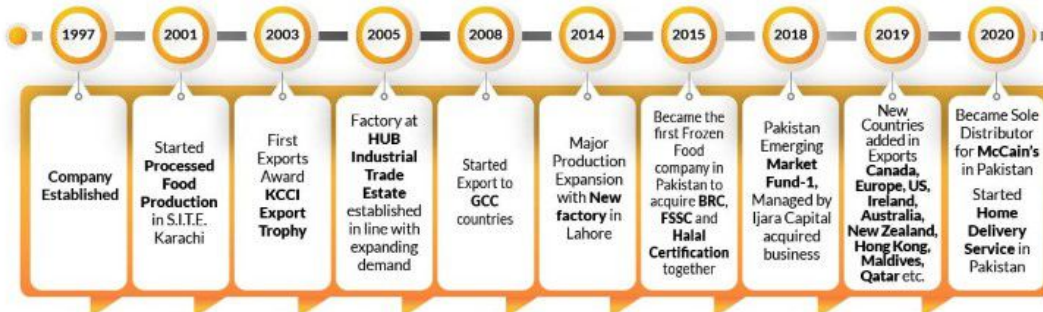 1997
2001
2003
2005
2008
2014
2015
2018
2019
2020
Company
Established
Started
Processed
Food
Production
in S.I.T.E.
Karachi
First
Exports
Award
KCCI
Export
Trophy
Factory at
HUB
Industrial
Trade
Estate
established
in line with
expanding
demand
Started
Export to
GCC
countries
Major
Production
Expansion
with New
factory in
Lahore
Became the
first Frozen
Food
company in
Pakistan to
acquire BRC,
FSSC and
Halal
Certification
together
Pakistan
Emerging
Market
Fund-1,
Managed by
Ijara Capital
acquired
business
New
Countries
added in
Exports
Canada,
Europe, US,
Ireland,
Australia,
New Zealand,
Hong Kong,
Maldives,
Qatar etc.
Became Sole
Distributor
for McCain's
in Pakistan
Started
Home
Delivery
Service in
Pakistan